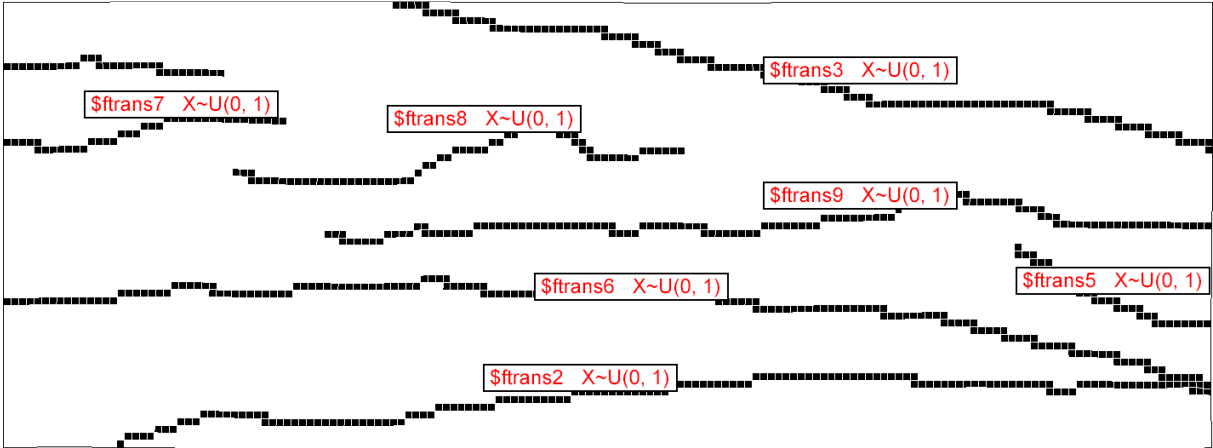 $ftrans3 X~U(0, 1)
$ftrans7 X~U(0, 1)
$ftrans8 X~U(0, 1)
$ftrans9 X~U(0, 1)
$ftrans5 X~U(0, 1)
$ftrans6 X~U(0, 1)
$ftrans2 X~U(0, 1)